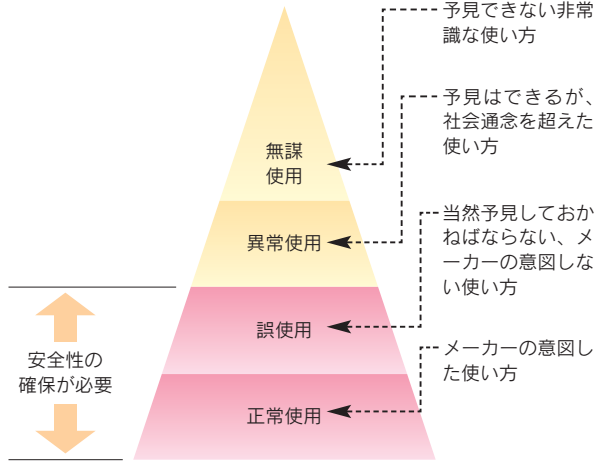 予見できない非常
識な使い方
予見はできるが、
社会通念を超えた
使い方
無謀
使用
当然予見しておか
ねばならない、メ
ーカーの意図しな
い使い方
異常使用
誤使用
メーカーの意図し
た使い方
安全性の
確保が必要
正常使用